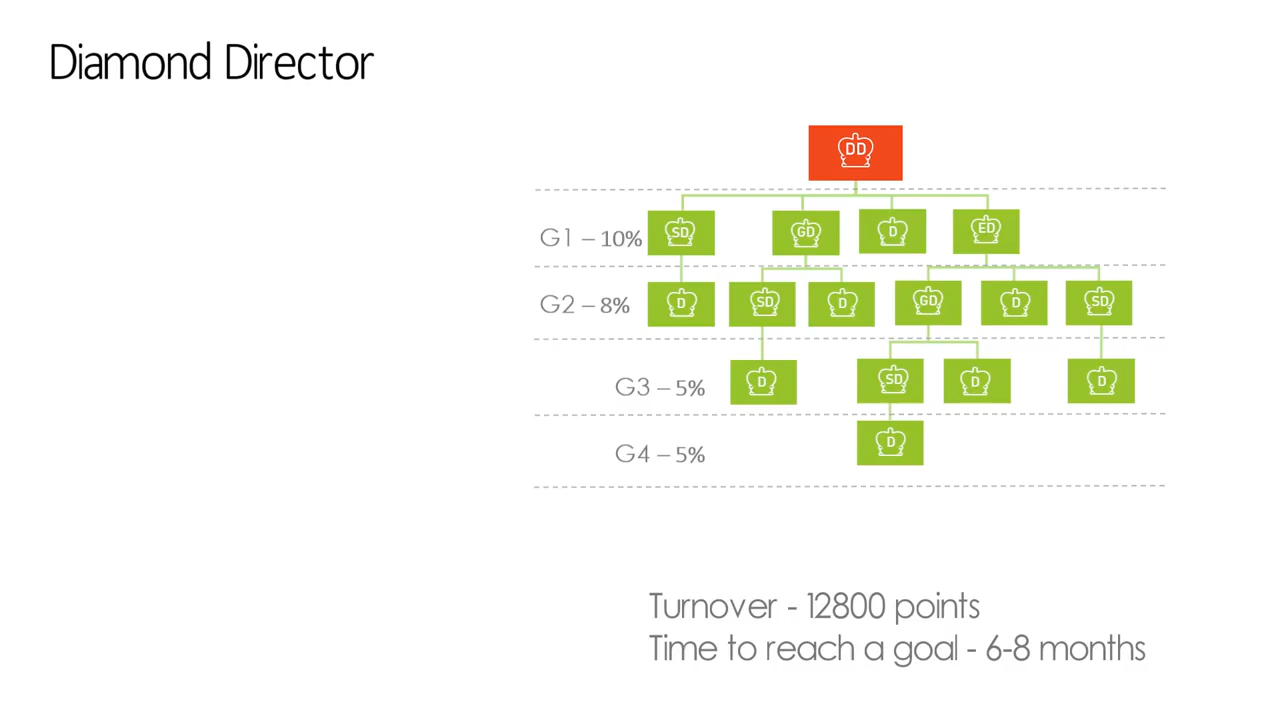 Diamond Director
DD
G1 – 10% SD GD D ED
G2 – 8% D SD D GD D SD
G3 – 5% D SD D D
G4 – 5% D
Turnover - 12800 points
Time to reach a goal - 6-8 months